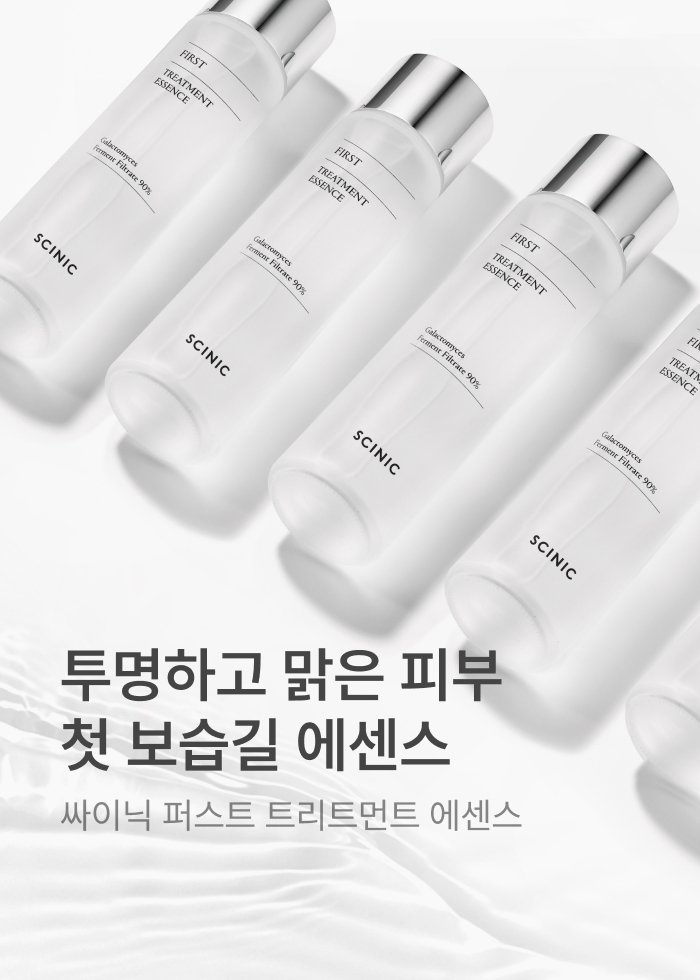 FIRST
TREATMENT
ESSENCE
Galactomyces
Ferment Filtrate 90%
SCINIC
FIRST
TREATMENT
ESSENCE
Galactomyces
Ferment Filtrate 90%
SCINIC
FIRST
TREATMENT
ESSENCE
Galactomyces
Ferment Filtrate 90%
SCINIC
FI
TREATM
ESSENCE
Galactomyces
Ferment Filtrate 90%
SCINIC
투명하고 맑은 피부
첫 보습길 에센스
싸이닉 퍼스트 트리트먼트 에센스